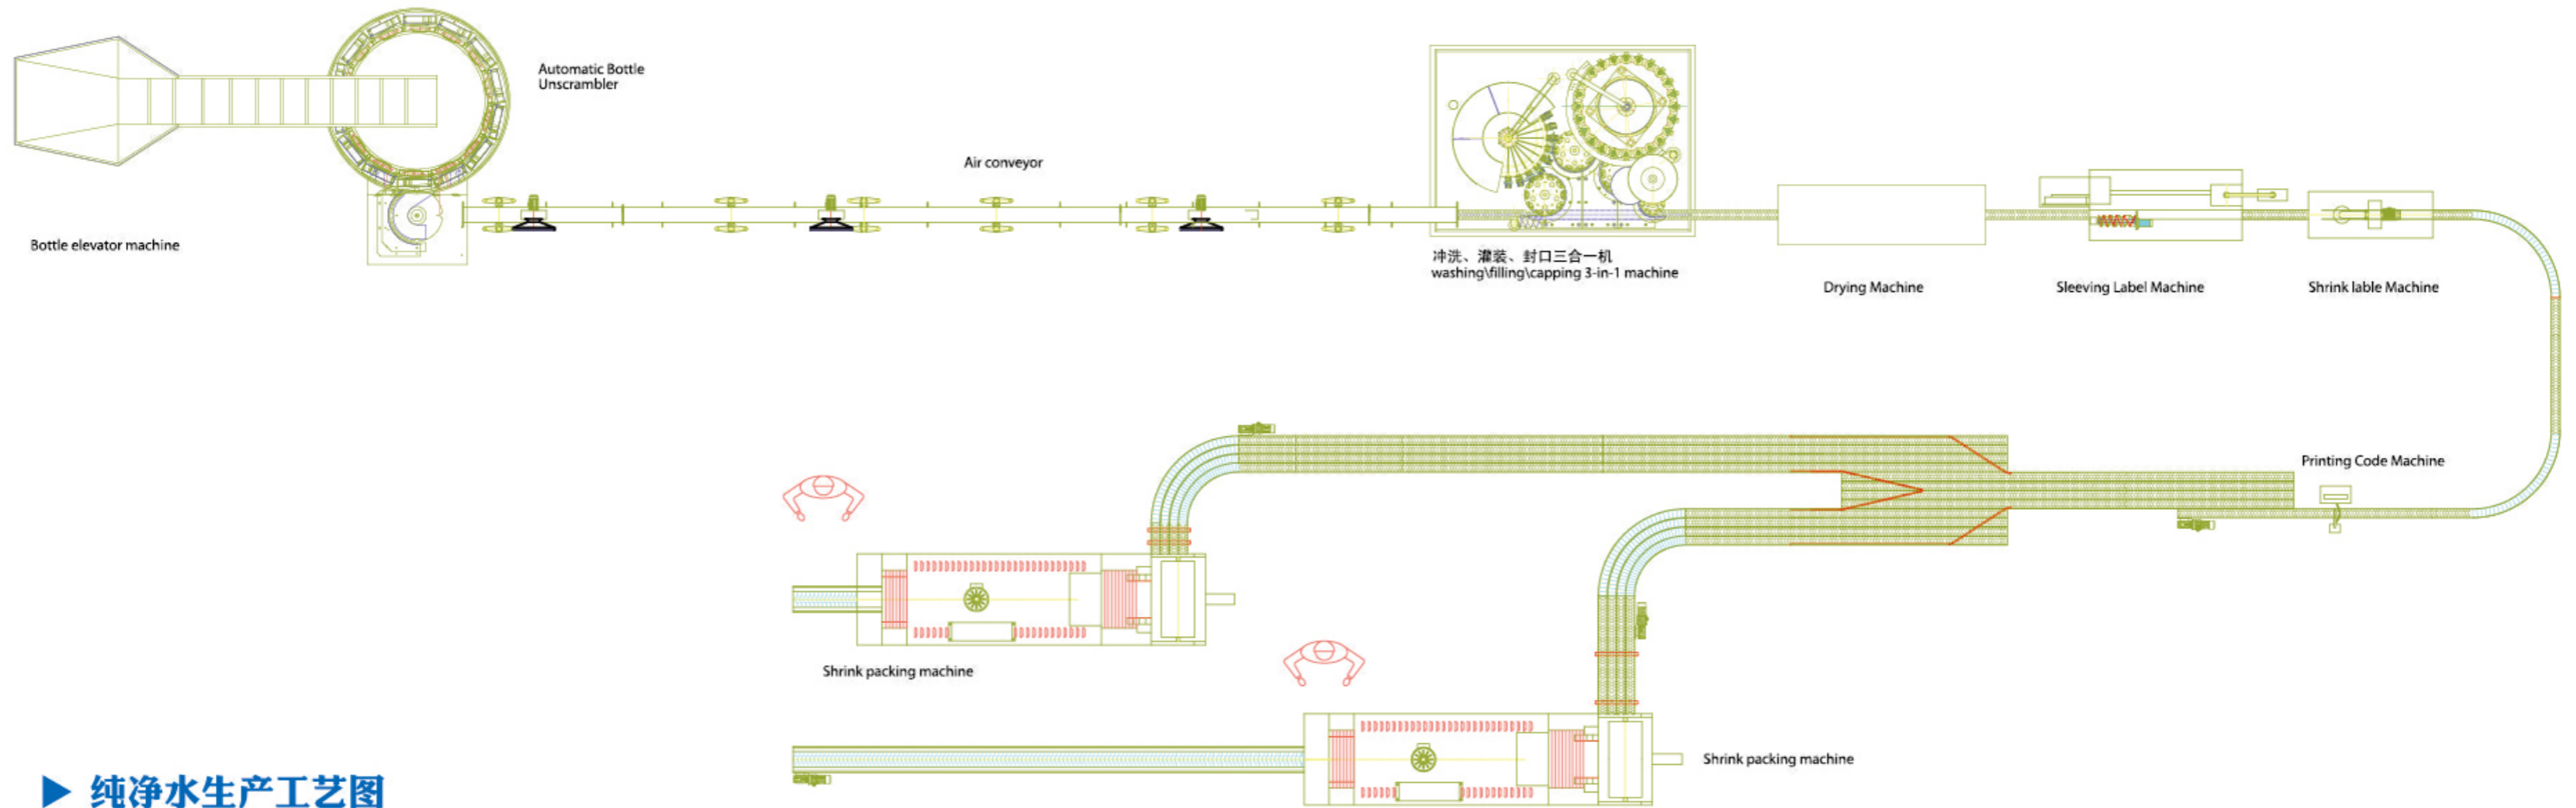 Automatic Bottle
Unscrambler
Air conveyor
Bottle elevator machine
冲洗、灌装、封口三合一机
washing\filling\capping 3-in-1 machine
Drying Machine
Sleeving Label Machine
Shrink lable Machine
Printing Code Machine
Shrink packing machine
Shrink packing machine
纯净水生产工艺图